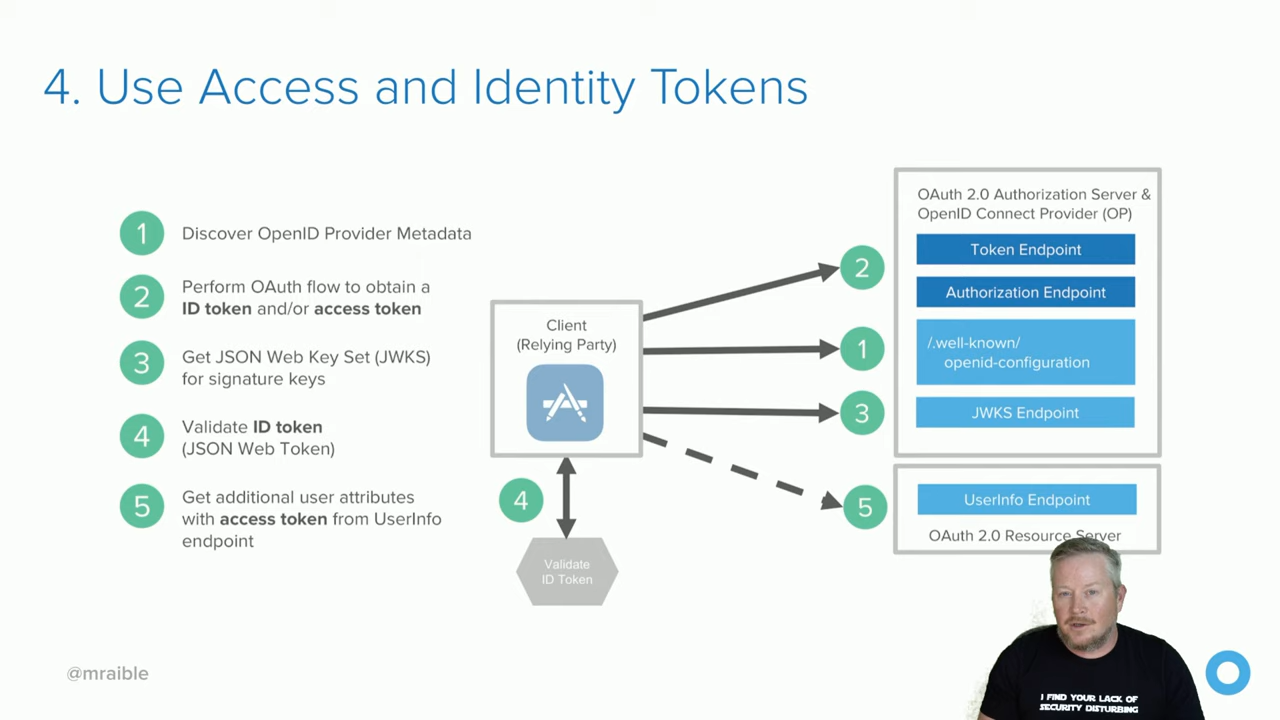 4. Use Access and Identity Tokens
1
Discover OpenID Provider Metadata
2
Perform OAuth flow to obtain a
ID token and/or access token
3
Get JSON Web Key Set (JWKS)
for signature keys
4
Validate ID token
(JSON Web Token)
5
Get additional user attributes
with access token from UserInfo
endpoint
Client
(Relying Party)
4
Validate
ID Token
2
1
3
5
OAuth 2.0 Authorization Server &
OpenID Connect Provider (OP)
Token Endpoint
Authorization Endpoint
/.well-known/
openid-configuration
JWKS Endpoint
UserInfo Endpoint
OAuth 2.0 Resource Server
@mraible
I FIND YOUR LACK OF
SECURITY DISTURBING